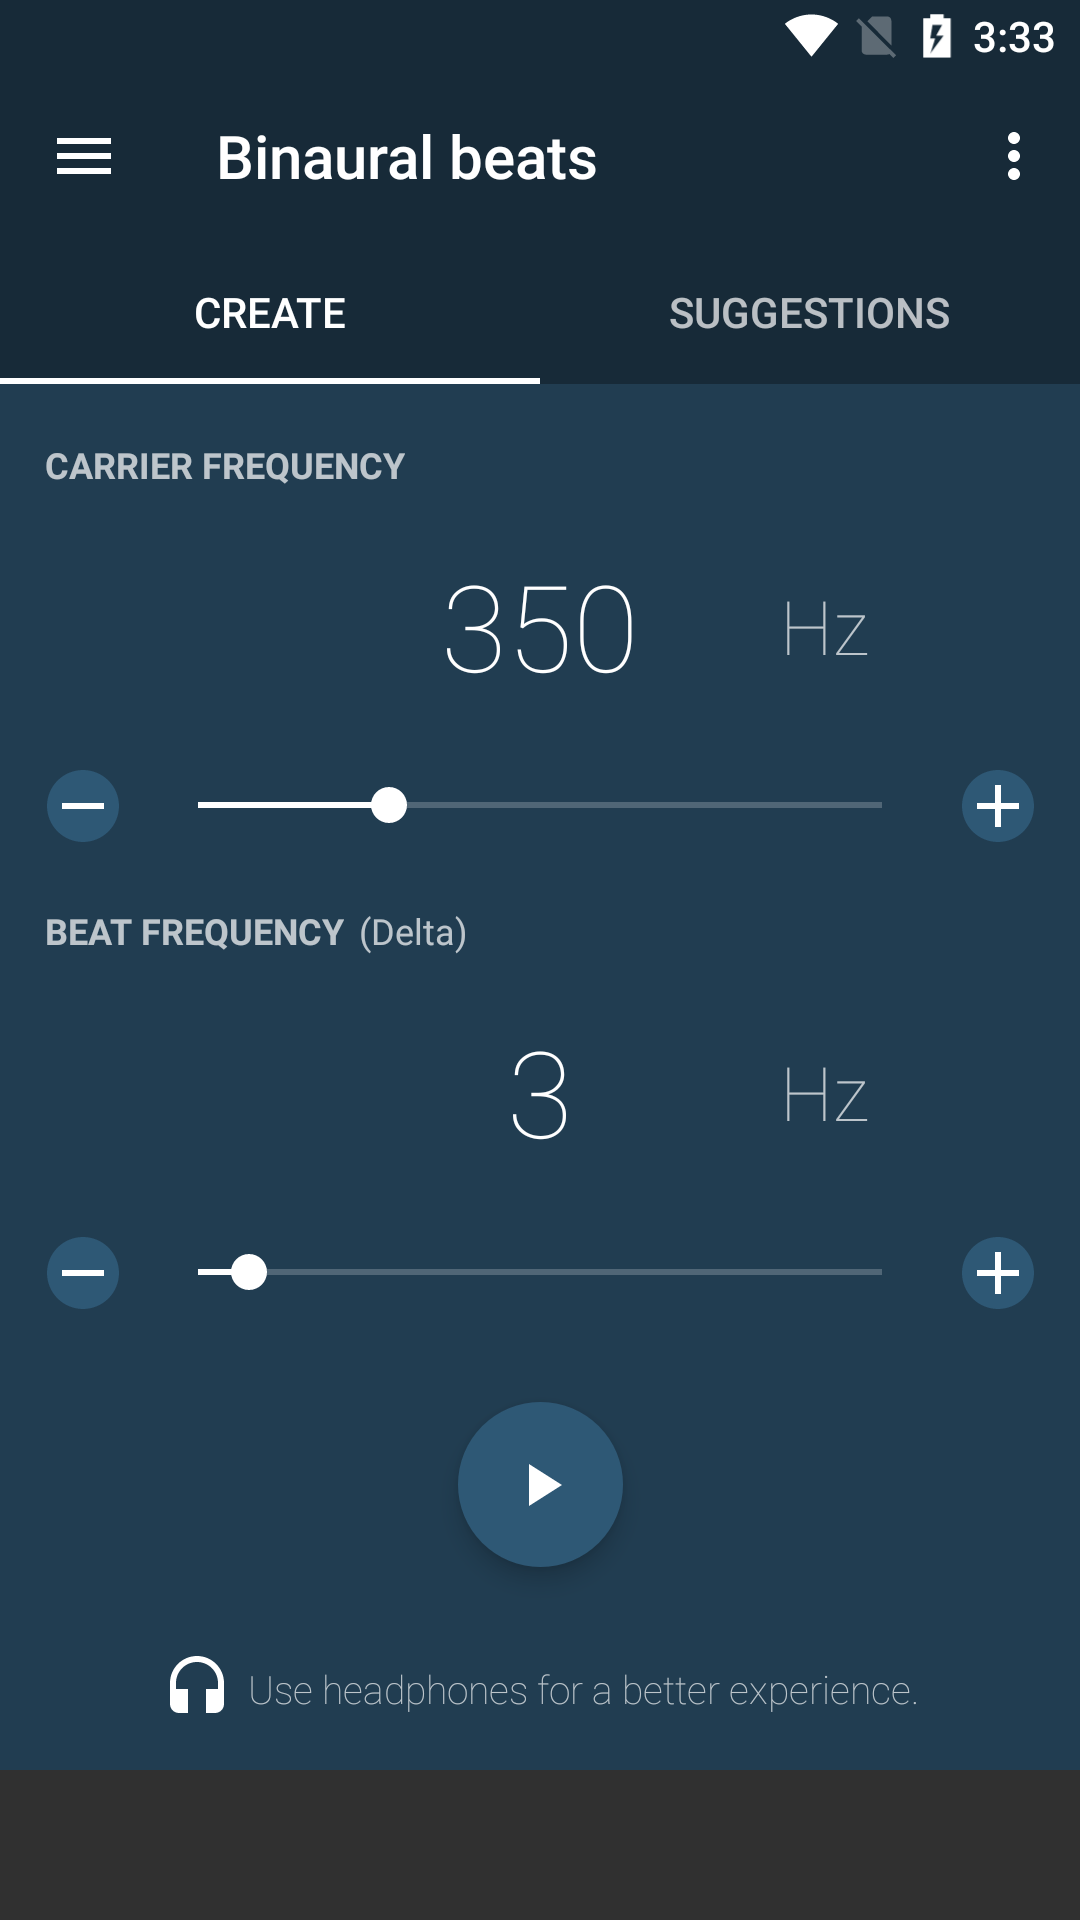 3:33
Binaural beats
CREATE
SUGGESTIONS
CARRIER FREQUENCY
350 Hz
BEAT FREQUENCY (Delta)
3 Hz
Use headphones for a better experience.